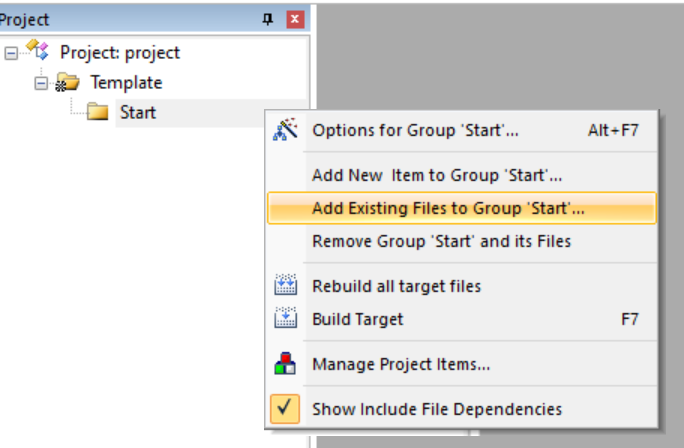 Project
Project: project
Template
Start
Options for Group 'Start'... Alt+F7
Add New  Item to Group 'Start'...
Add Existing Files to Group 'Start'...
Remove Group 'Start' and its Files
Rebuild all target files
Build Target F7
Manage Project Items...
Show Include File Dependencies